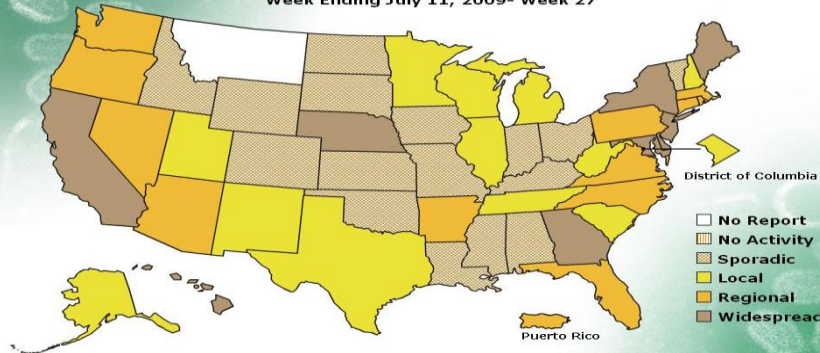 Week Ending July 11, 2009- Week 27
District of Columbia
No Report
No Activity
Sporadic
Local
Regional
Widespread
Puerto Rico